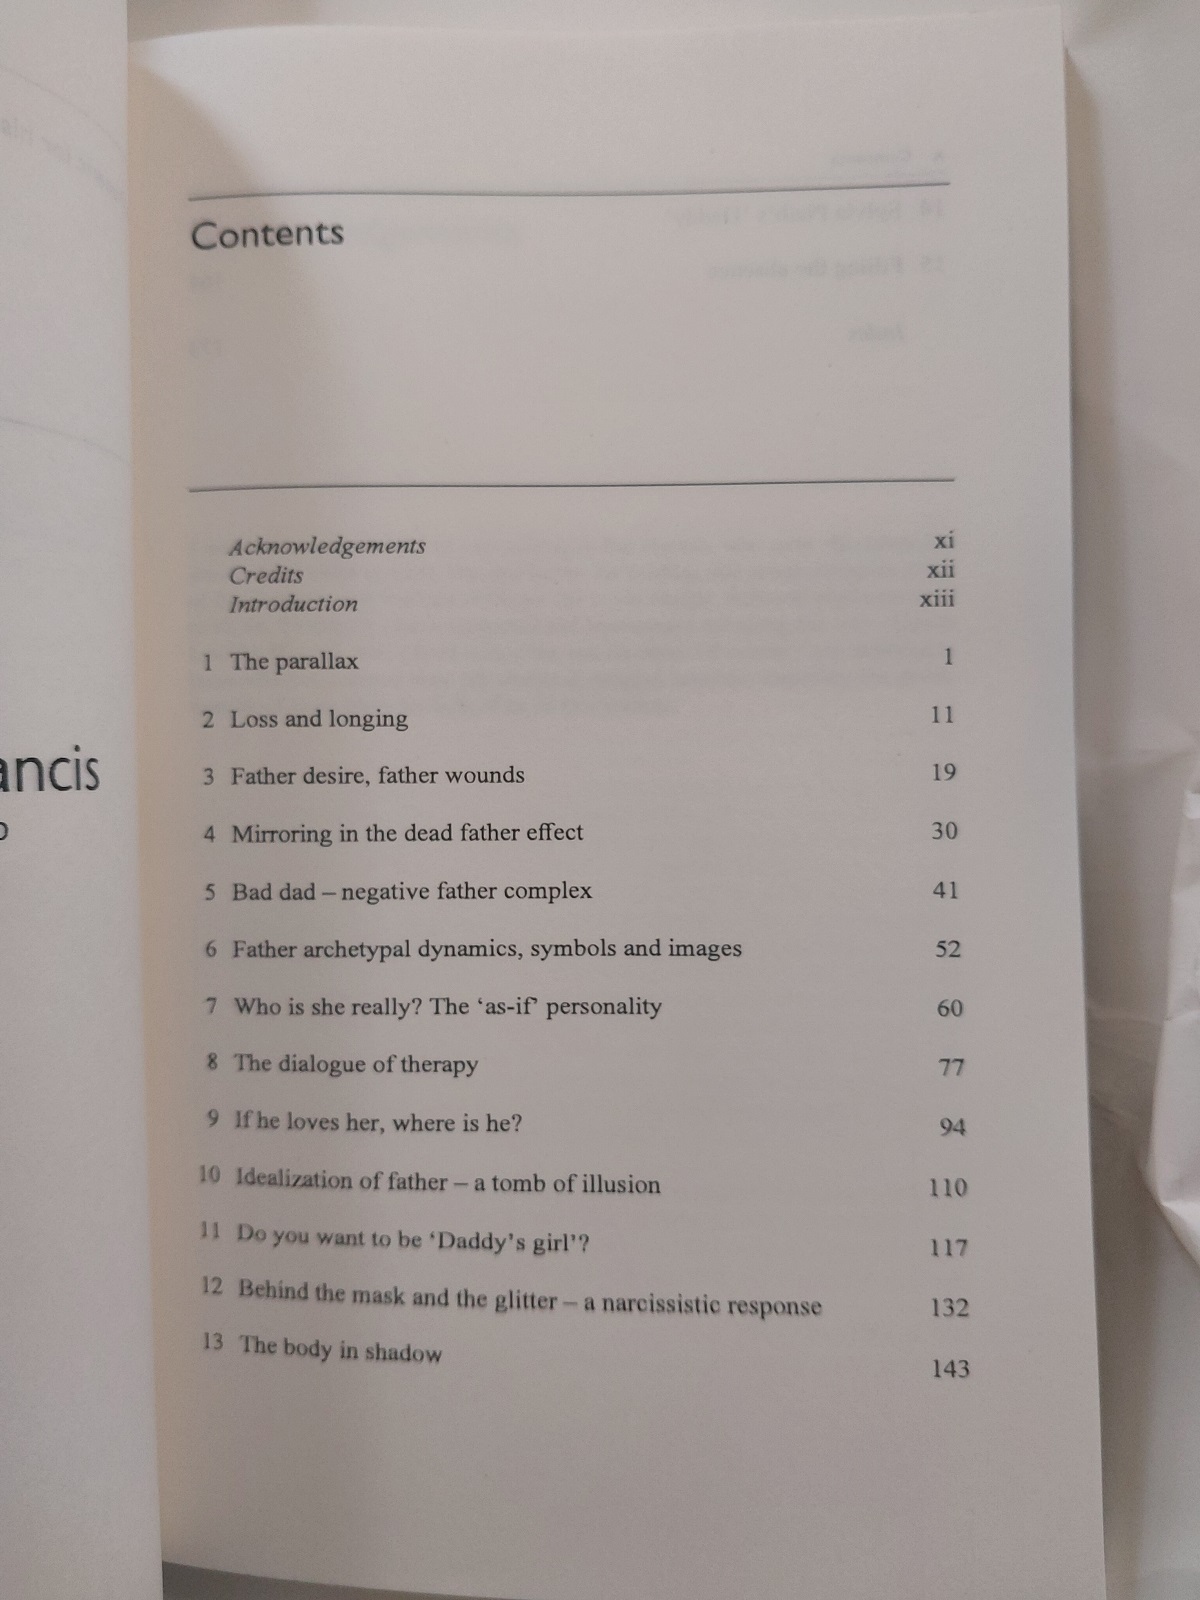 ancis
Contents
Acknowledgements xi
Credits xii
Introduction xiii
1 The parallax 1
2 Loss and longing 11
3 Father desire, father wounds 19
4 Mirroring in the dead father effect 30
5 Bad dad – negative father complex 41
6 Father archetypal dynamics, symbols and images 52
7 Who is she really? The ‘as-if’ personality 60
8 The dialogue of therapy 77
9 If he loves her, where is he? 94
10 Idealization of father – a tomb of illusion 110
11 Do you want to be ‘Daddy’s girl’? 117
12 Behind the mask and the glitter – a narcissistic response 132
13 The body in shadow 143